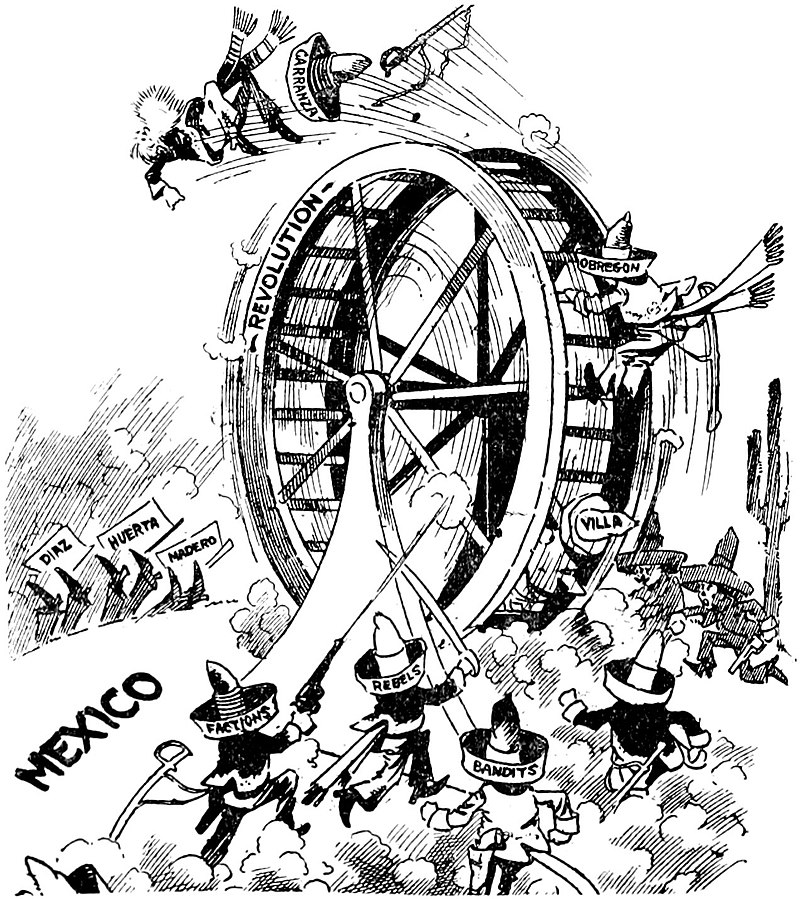 CARRANZA
- REVOLUTION -
OBREGON
VILLA
DIAZ
HUERTA
MADERO
MEXICO
FACTIONS
REBELS
BANDITS